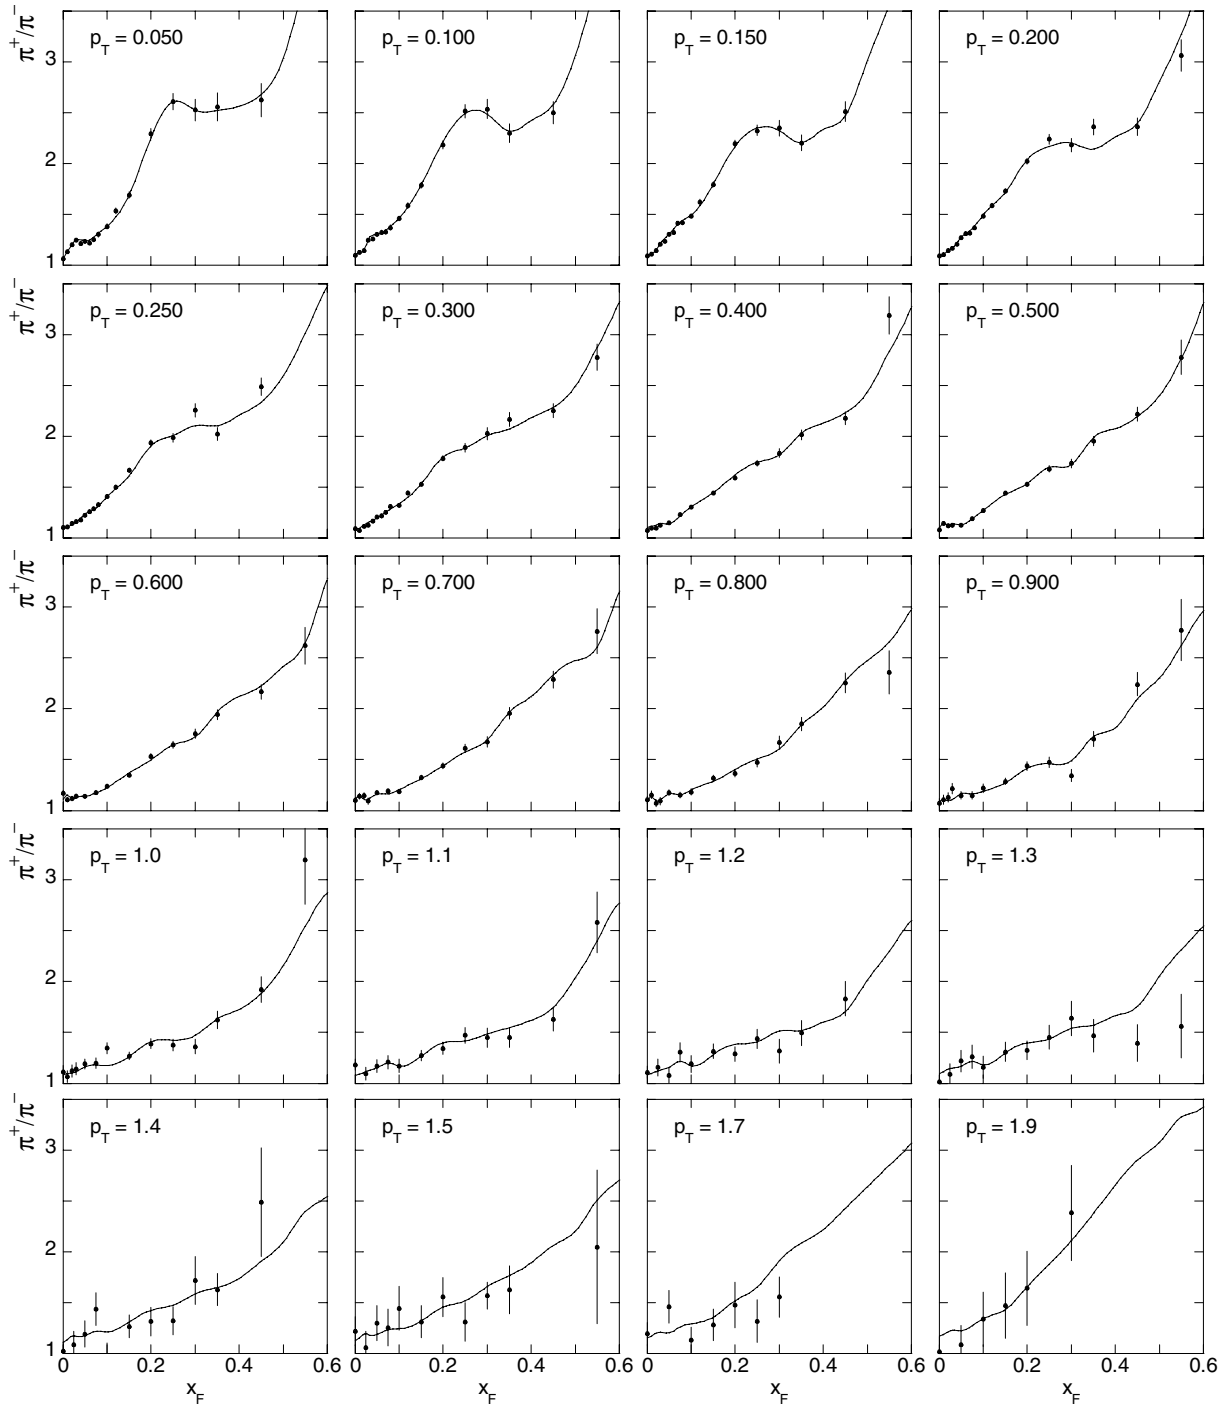 π⁺/π⁻
p_T = 0.050
p_T = 0.100
p_T = 0.150
p_T = 0.200
3
2
1
π⁺/π⁻
p_T = 0.250
p_T = 0.300
p_T = 0.400
p_T = 0.500
3
2
1
π⁺/π⁻
p_T = 0.600
p_T = 0.700
p_T = 0.800
p_T = 0.900
3
2
1
π⁺/π⁻
p_T = 1.0
p_T = 1.1
p_T = 1.2
p_T = 1.3
3
2
1
π⁺/π⁻
p_T = 1.4
p_T = 1.5
p_T = 1.7
p_T = 1.9
3
2
1
0 0.2 0.4 0.6 0 0.2 0.4 0.6 0 0.2 0.4 0.6 0 0.2 0.4 0.6
x_F x_F x_F x_F